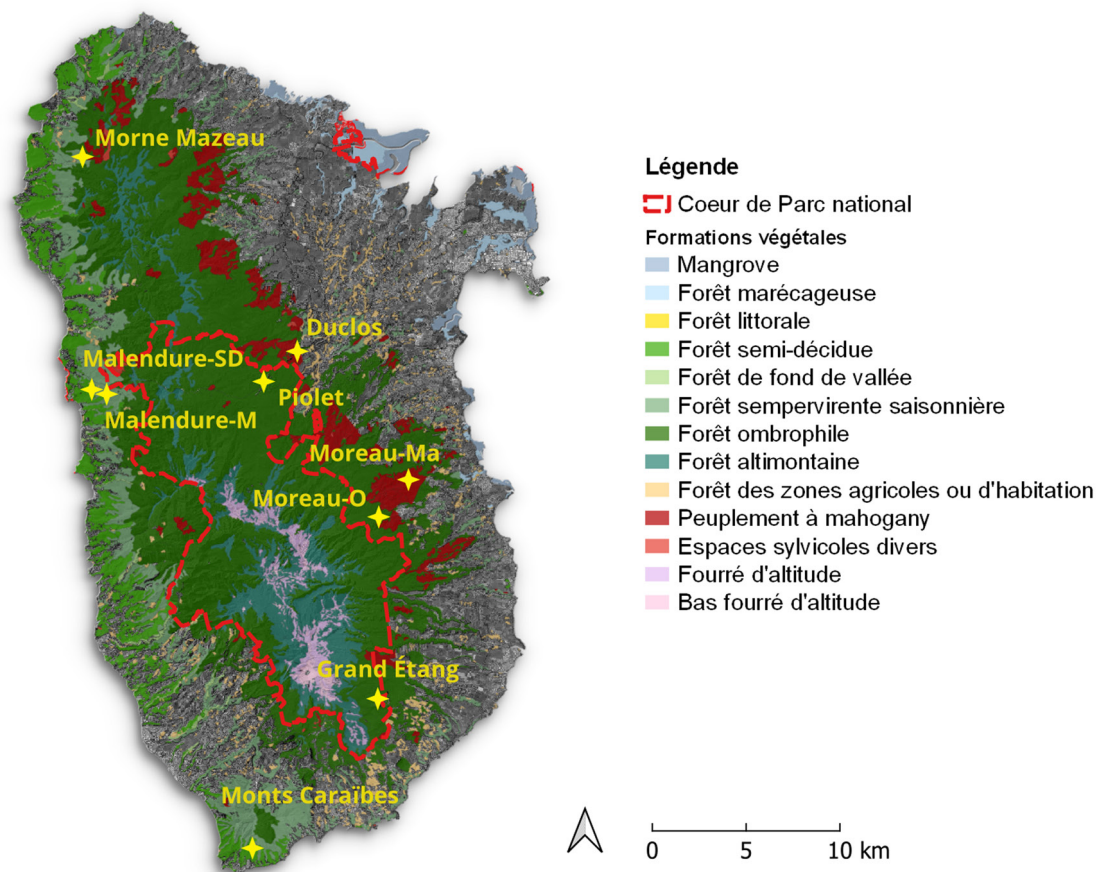 Morne Mazeau
Duclos
Malendure-SD
Piolet
Malendure-M
Moreau-Ma
Moreau-O
Grand Étang
Monts Caraïbes
Légende
Coeur de Parc national
Formations végétales
Mangrove
Forêt marécageuse
Forêt littorale
Forêt semi-décidue
Forêt de fond de vallée
Forêt sempervirente saisonnière
Forêt ombrophile
Forêt altimontaine
Forêt des zones agricoles ou d'habitation
Peuplement à mahogany
Espaces sylvicoles divers
Fourré d'altitude
Bas fourré d'altitude
0 5 10 km